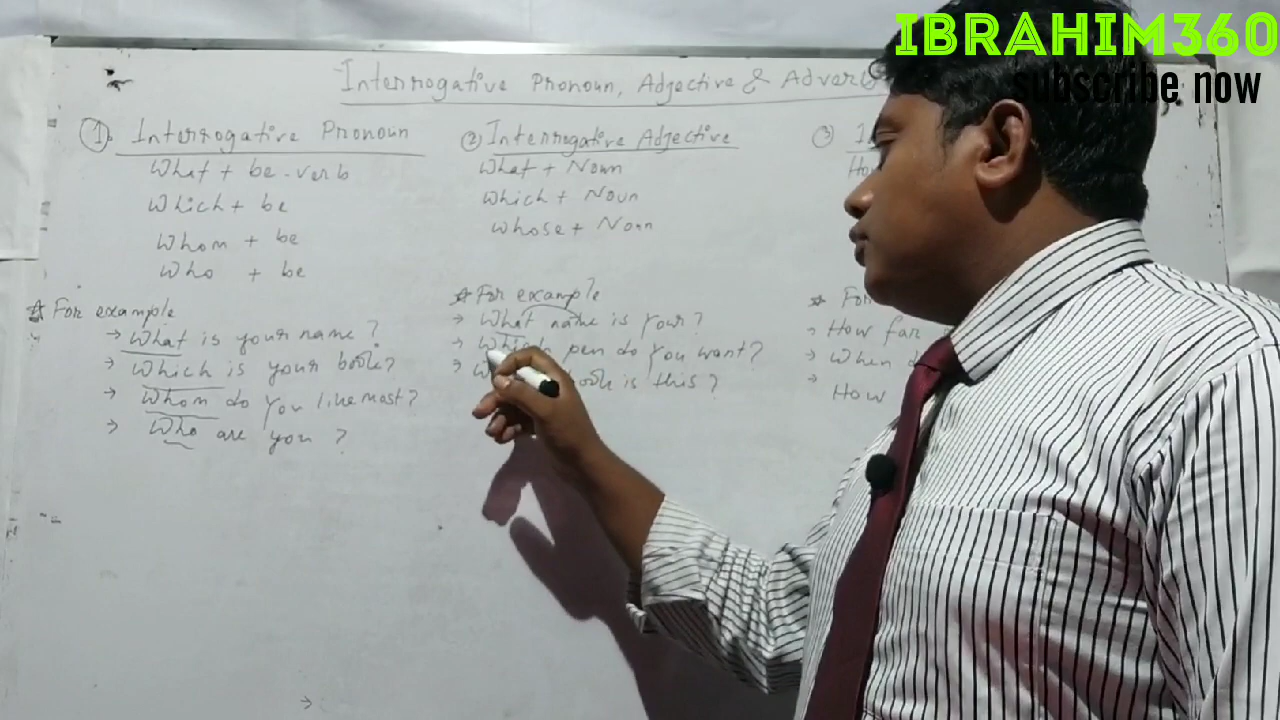 IBRAHIM360
subscribe now
Interrogative Pronoun, Adjective & Adverb
1. Interrogative Pronoun
What + be-verb
Which + be
Whom + be
Who + be
☆ For example
→ What is your name?
→ Which is your book?
→ Whom do you like most?
→ Who are you?
② Interrogative Adjective
What + Noun
Which + Noun
Whose + Noun
☆ For example
→ What name is your?
→ Which pen do you want?
→ book is this?
③
☆
→ How far
→ When
→ How